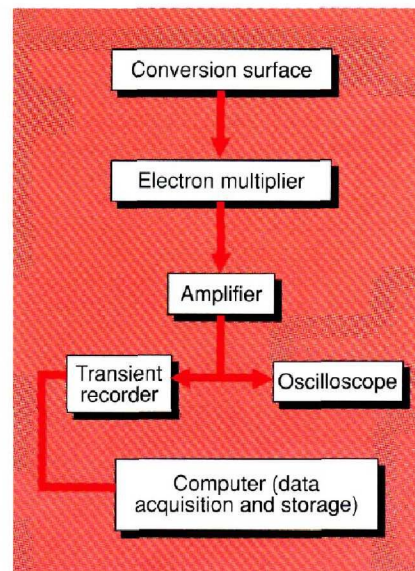 Conversion surface
Electron multiplier
Amplifier
Transient
recorder
Oscilloscope
Computer (data
acquisition and storage)